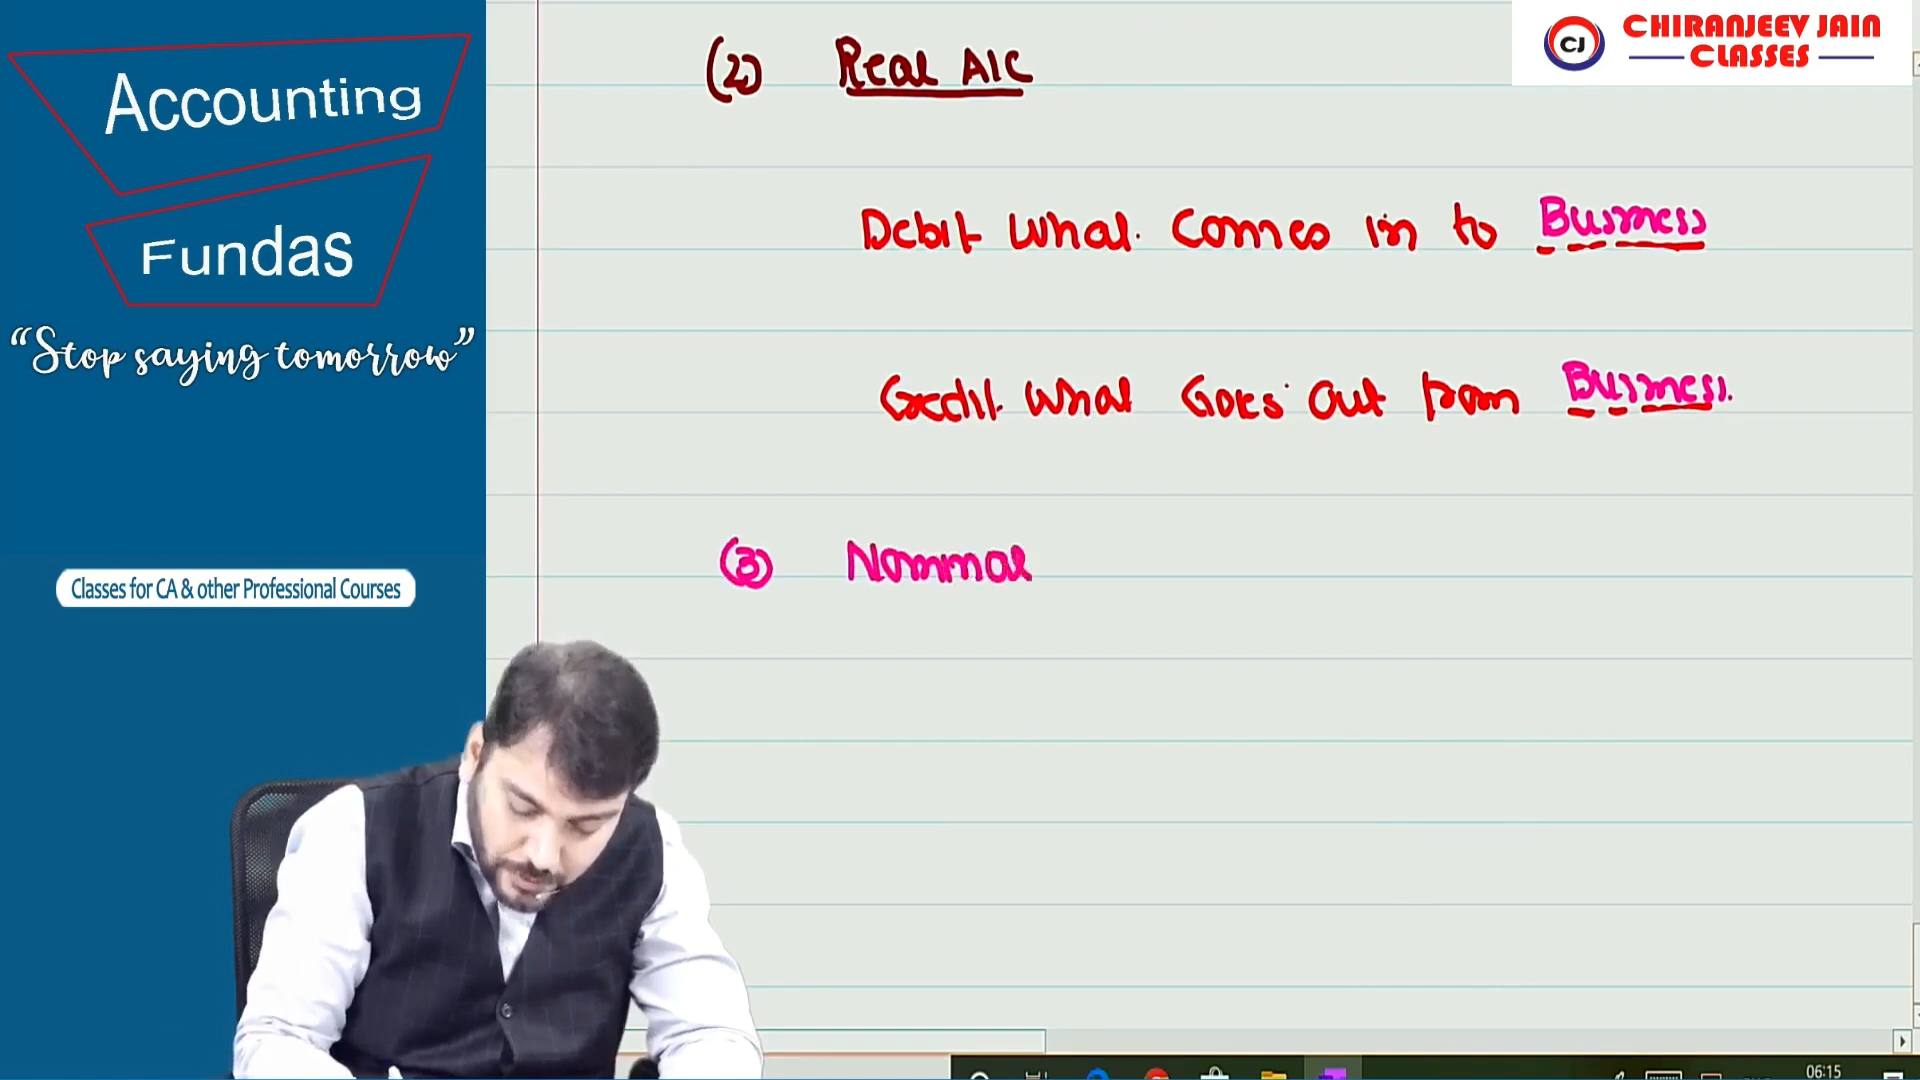 Accounting
Fundas
“Stop saying tomorrow”
Classes for CA & other Professional Courses
CHIRANJEEV JAIN
CLASSES
CJ
(2) Real A/C
Debit What Comes in to Business
Credit What Goes Out from Business.
(3) Nominal
06:15